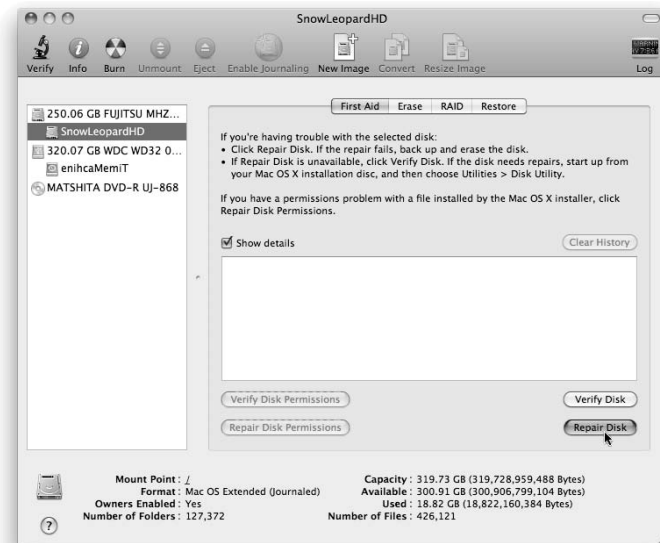 SnowLeopardHD
Verify Info Burn Unmount Eject Enable Journaling New Image Convert Resize Image Log
250.06 GB FUJITSU MHZ...
SnowLeopardHD
320.07 GB WDC WD32 0...
enihcaMemiT
MATSHITA DVD-R UJ-868
First Aid Erase RAID Restore
If you're having trouble with the selected disk:
• Click Repair Disk. If the repair fails, back up and erase the disk.
• If Repair Disk is unavailable, click Verify Disk. If the disk needs repairs, start up from
your Mac OS X installation disc, and then choose Utilities > Disk Utility.
If you have a permissions problem with a file installed by the Mac OS X installer, click
Repair Disk Permissions.
Show details
Clear History
Verify Disk Permissions
Verify Disk
Repair Disk Permissions
Repair Disk
Mount Point : /
Format : Mac OS Extended (Journaled)
Owners Enabled : Yes
Number of Folders : 127,372
Capacity : 319.73 GB (319,728,959,488 Bytes)
Available : 300.91 GB (300,906,799,104 Bytes)
Used : 18.82 GB (18,822,160,384 Bytes)
Number of Files : 426,121
?